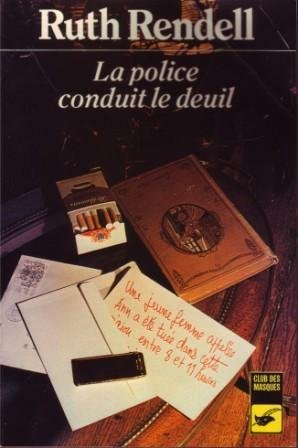 Ruth Rendell
La police
conduit le deuil
Une jeune femme appelée
Ann a été tuée dans cette
entre 8 et 11 heures
CLUB DES
MASQUES